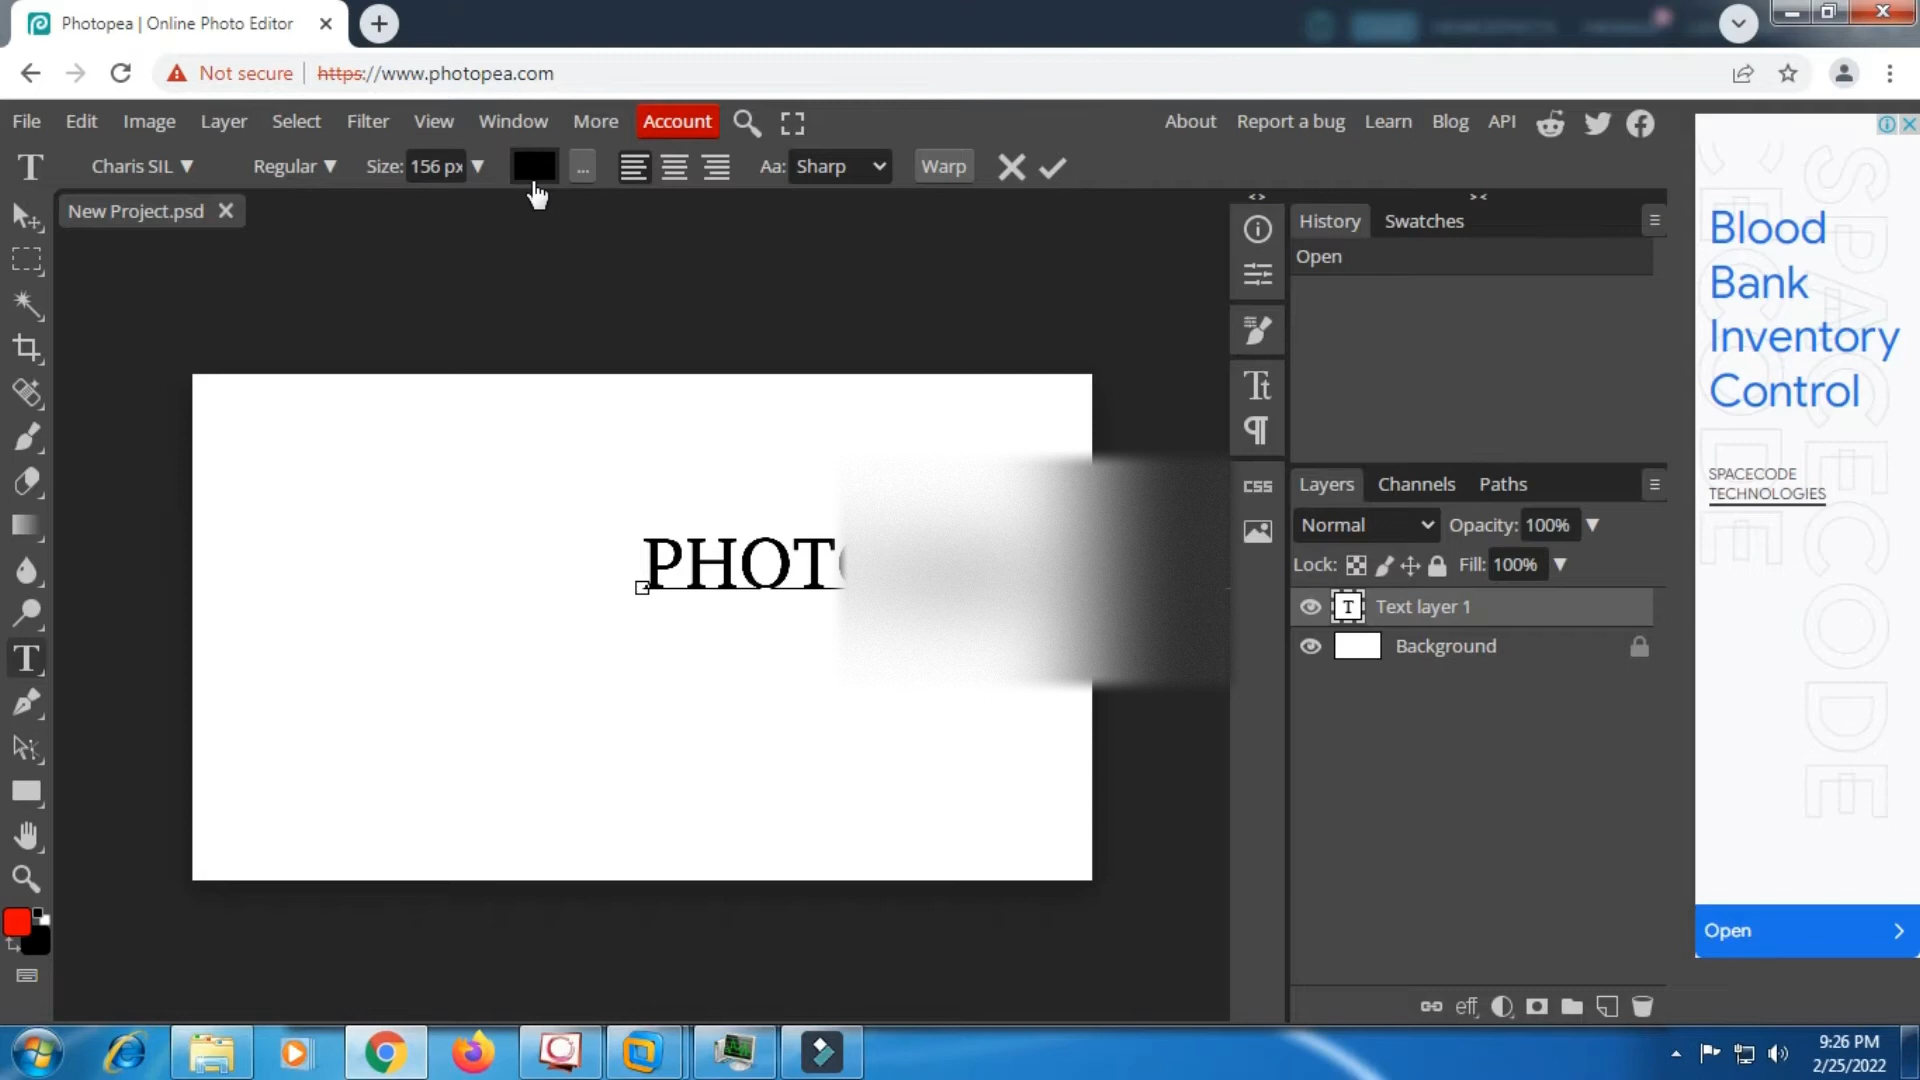 Photopea | Online Photo Editor
Not secure https://www.photopea.com
File Edit Image Layer Select Filter View Window More Account About Report a bug Learn Blog API
Charis SIL Regular Size: 156 px ... Aa: Sharp Warp
New Project.psd
History Swatches
Open
PHOTO
css
Layers Channels Paths
Normal Opacity: 100%
Lock: Fill: 100%
T Text layer 1
Background
eff
Blood
Bank
Inventory
Control
SPACECODE
TECHNOLOGIES
SPACECODE
Open
9:26 PM
2/25/2022